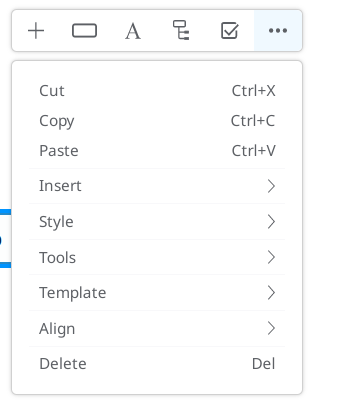 A
Cut Ctrl+X
Copy Ctrl+C
Paste Ctrl+V
Insert
Style
Tools
Template
Align
Delete Del